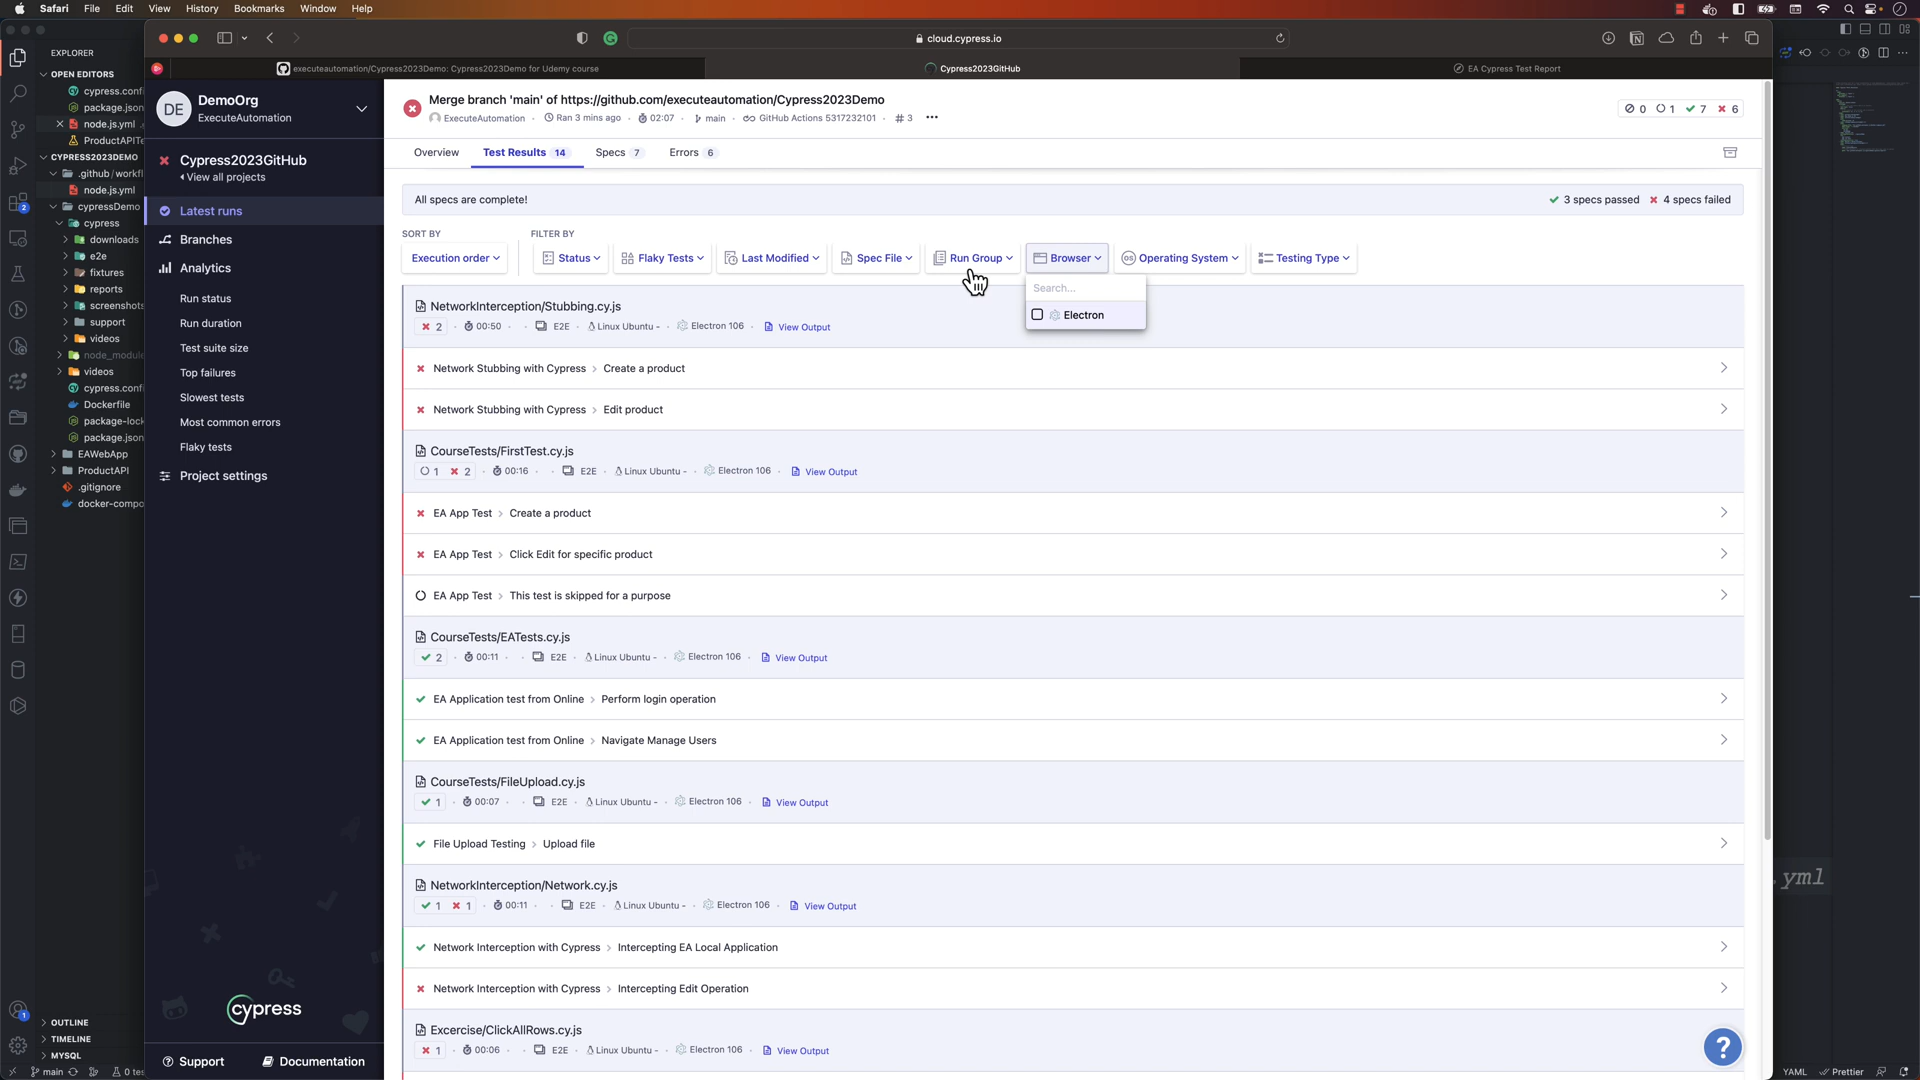 Safari File Edit View History Bookmarks Window Help
cloud.cypress.io
executeautomation/Cypress2023Demo: Cypress2023Demo for Udemy course
Cypress2023GitHub
EA Cypress Test Report
EXPLORER
OPEN EDITORS
cypress.conf
package.json
node.js.yml
ProductAPITe
CYPRESS2023DEMO
.github/workfl
node.js.yml
cypressDemo
cypress
downloads
e2e
fixtures
reports
screenshots
support
videos
node_module
videos
cypress.conf
Dockerfile
package-lock
package.json
EAWebApp
ProductAPI
.gitignore
docker-compo
OUTLINE
TIMELINE
MYSQL
main
0 tes
2
1
DE
DemoOrg
ExecuteAutomation
Cypress2023GitHub
View all projects
Latest runs
Branches
Analytics
Run status
Run duration
Test suite size
Top failures
Slowest tests
Most common errors
Flaky tests
Project settings
cypress
Support
Documentation
Merge branch 'main' of https://github.com/executeautomation/Cypress2023Demo
ExecuteAutomation · Ran 3 mins ago · 02:07 · main · GitHub Actions 5317232101 · # 3 •••
0 1 7 6
Overview Test Results 14 Specs 7 Errors 6
All specs are complete!
3 specs passed 4 specs failed
SORT BY
FILTER BY
Execution order Status Flaky Tests Last Modified Spec File Run Group Browser Operating System Testing Type
Search...
Electron
NetworkInterception/Stubbing.cy.js
2 · 00:50 · · E2E · Linux Ubuntu - · Electron 106 · View Output
Network Stubbing with Cypress > Create a product
Network Stubbing with Cypress > Edit product
CourseTests/FirstTest.cy.js
1 2 · 00:16 · · E2E · Linux Ubuntu - · Electron 106 · View Output
EA App Test > Create a product
EA App Test > Click Edit for specific product
EA App Test > This test is skipped for a purpose
CourseTests/EATests.cy.js
2 · 00:11 · · E2E · Linux Ubuntu - · Electron 106 · View Output
EA Application test from Online > Perform login operation
EA Application test from Online > Navigate Manage Users
CourseTests/FileUpload.cy.js
1 · 00:07 · · E2E · Linux Ubuntu - · Electron 106 · View Output
File Upload Testing > Upload file
NetworkInterception/Network.cy.js
1 1 · 00:11 · · E2E · Linux Ubuntu - · Electron 106 · View Output
Network Interception with Cypress > Intercepting EA Local Application
Network Interception with Cypress > Intercepting Edit Operation
Excercise/ClickAllRows.cy.js
1 · 00:06 · · E2E · Linux Ubuntu - · Electron 106 · View Output
?
.yml
YAML Prettier